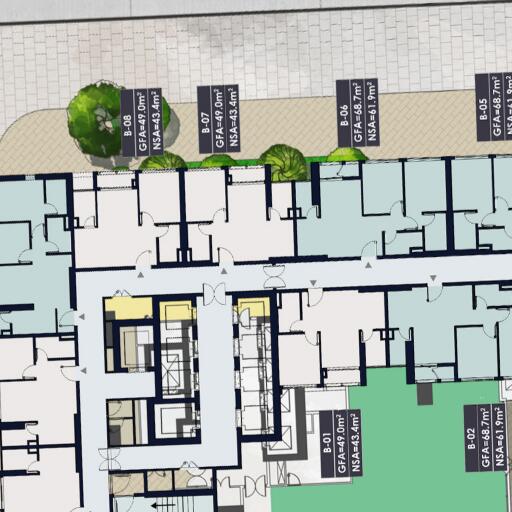 B-08
GFA=49.0m²
NSA=43.4m²
B-07
GFA=49.0m²
NSA=43.4m²
B-06
GFA=68.7m²
NSA=61.9m²
B-05
GFA=68.7m²
NSA=61.9m²
B-01
GFA=49.0m²
NSA=43.4m²
B-02
GFA=68.7m²
NSA=61.9m²